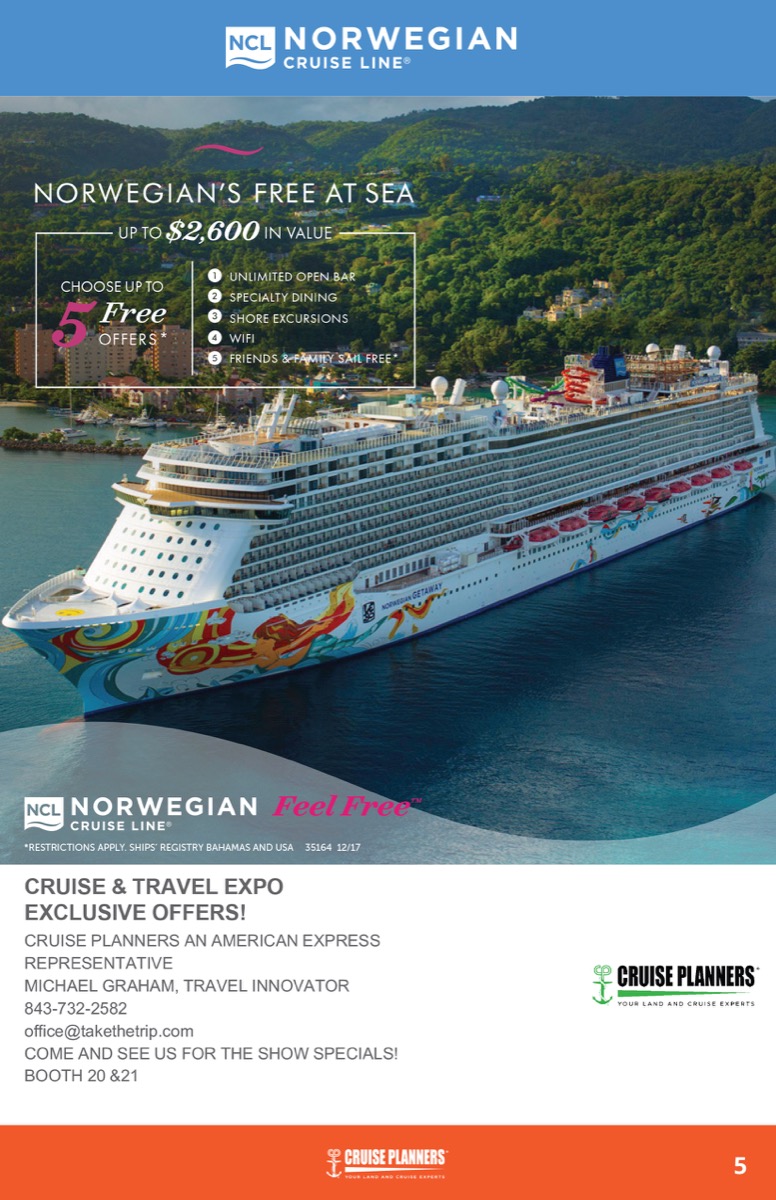 NCL NORWEGIAN
CRUISE LINE®
NORWEGIAN'S FREE AT SEA
UP TO $2,600 IN VALUE
CHOOSE UP TO
5 Free
OFFERS*
1 UNLIMITED OPEN BAR
2 SPECIALTY DINING
3 SHORE EXCURSIONS
4 WIFI
5 FRIENDS & FAMILY SAIL FREE*
NORWEGIAN GETAWAY
NCL NORWEGIAN Feel Free™
CRUISE LINE®
*RESTRICTIONS APPLY. SHIPS' REGISTRY BAHAMAS AND USA 35164 12/17
CRUISE & TRAVEL EXPO
EXCLUSIVE OFFERS!
CRUISE PLANNERS AN AMERICAN EXPRESS
REPRESENTATIVE
MICHAEL GRAHAM, TRAVEL INNOVATOR
843-732-2582
office@takethetrip.com
COME AND SEE US FOR THE SHOW SPECIALS!
BOOTH 20 &21
CRUISE PLANNERS
YOUR LAND AND CRUISE EXPERTS
CRUISE PLANNERS
YOUR LAND AND CRUISE EXPERTS
5